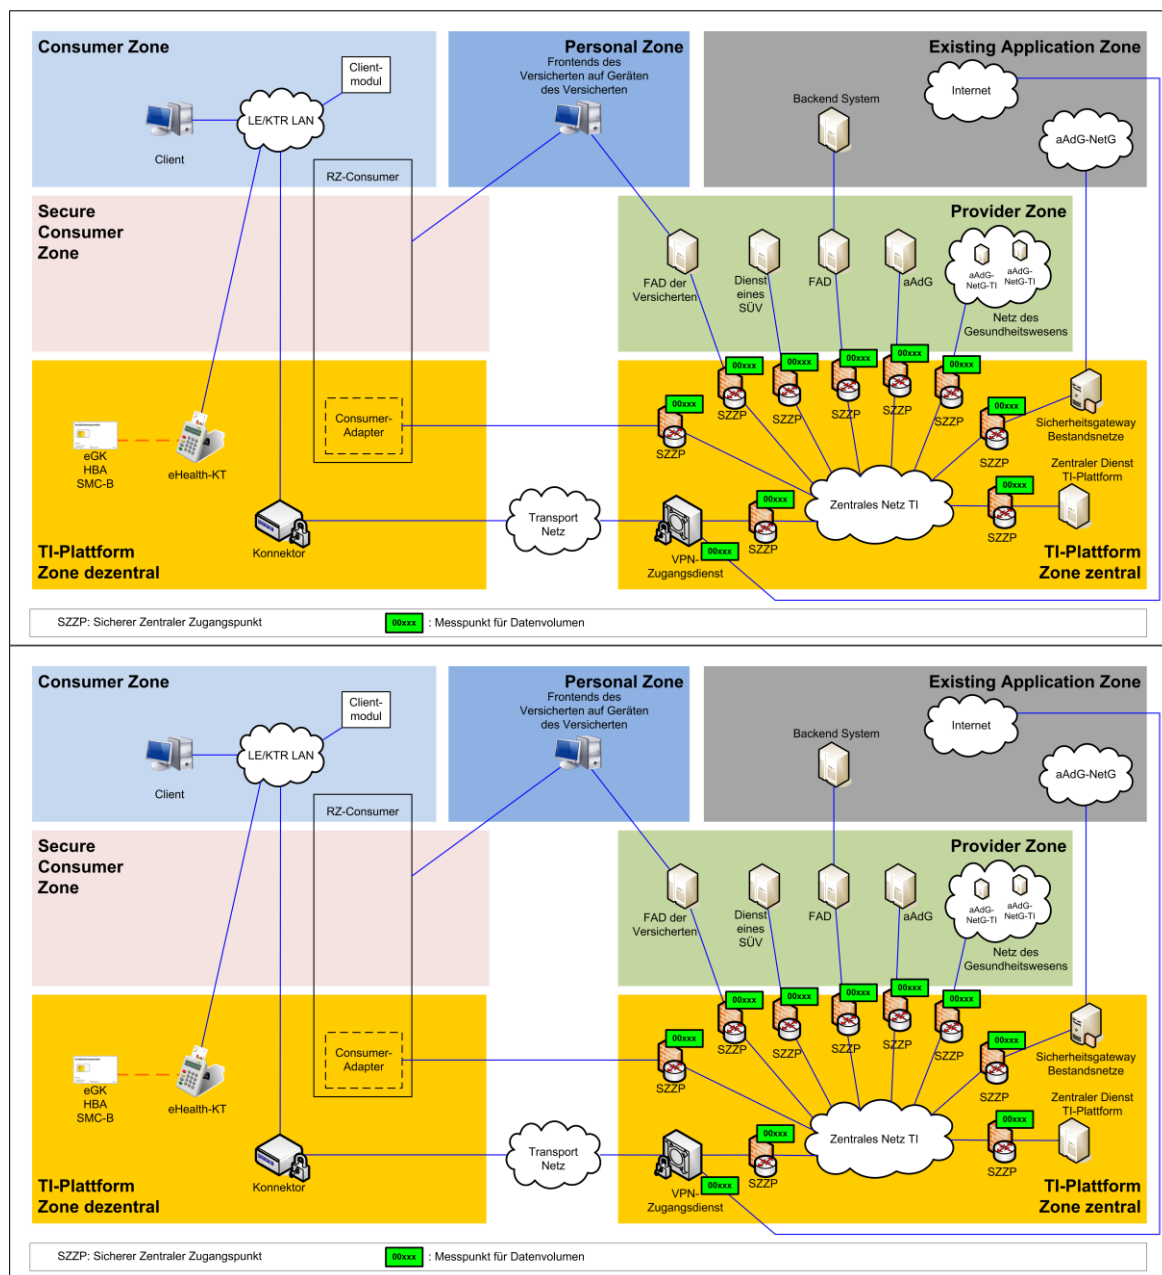 Consumer Zone
Client-
modul
LE/KTR LAN
Client
RZ-Consumer
Personal Zone
Frontends des
Versicherten auf Geräten
des Versicherten
Existing Application Zone
Internet
Backend System
aAdG-NetG
Secure
Consumer
Zone
Provider Zone
FAD der
Versicherten
Dienst
eines
SÜV
FAD
aAdG
aAdG-
NetG-TI
aAdG-
NetG-TI
Netz des
Gesundheitswesens
00xxx
SZZP
00xxx
SZZP
00xxx
SZZP
00xxx
SZZP
00xxx
SZZP
00xxx
SZZP
00xxx
SZZP
Sicherheitsgateway
Bestandsnetze
Consumer-
Adapter
eGK
HBA
SMC-B
eHealth-KT
Konnektor
Transport
Netz
VPN-
Zugangsdienst
00xxx
00xxx
SZZP
Zentrales Netz TI
00xxx
SZZP
Zentraler Dienst
TI-Plattform
TI-Plattform
Zone dezentral
TI-Plattform
Zone zentral
SZZP: Sicherer Zentraler Zugangspunkt
00xxx : Messpunkt für Datenvolumen
Consumer Zone
Client-
modul
LE/KTR LAN
Client
RZ-Consumer
Personal Zone
Frontends des
Versicherten auf Geräten
des Versicherten
Existing Application Zone
Internet
Backend System
aAdG-NetG
Secure
Consumer
Zone
Provider Zone
FAD der
Versicherten
Dienst
eines
SÜV
FAD
aAdG
aAdG-
NetG-TI
aAdG-
NetG-TI
Netz des
Gesundheitswesens
00xxx
SZZP
00xxx
SZZP
00xxx
SZZP
00xxx
SZZP
00xxx
SZZP
00xxx
SZZP
00xxx
SZZP
Sicherheitsgateway
Bestandsnetze
Consumer-
Adapter
eGK
HBA
SMC-B
eHealth-KT
Konnektor
Transport
Netz
VPN-
Zugangsdienst
00xxx
00xxx
SZZP
Zentrales Netz TI
00xxx
SZZP
Zentraler Dienst
TI-Plattform
TI-Plattform
Zone dezentral
TI-Plattform
Zone zentral
SZZP: Sicherer Zentraler Zugangspunkt
00xxx : Messpunkt für Datenvolumen